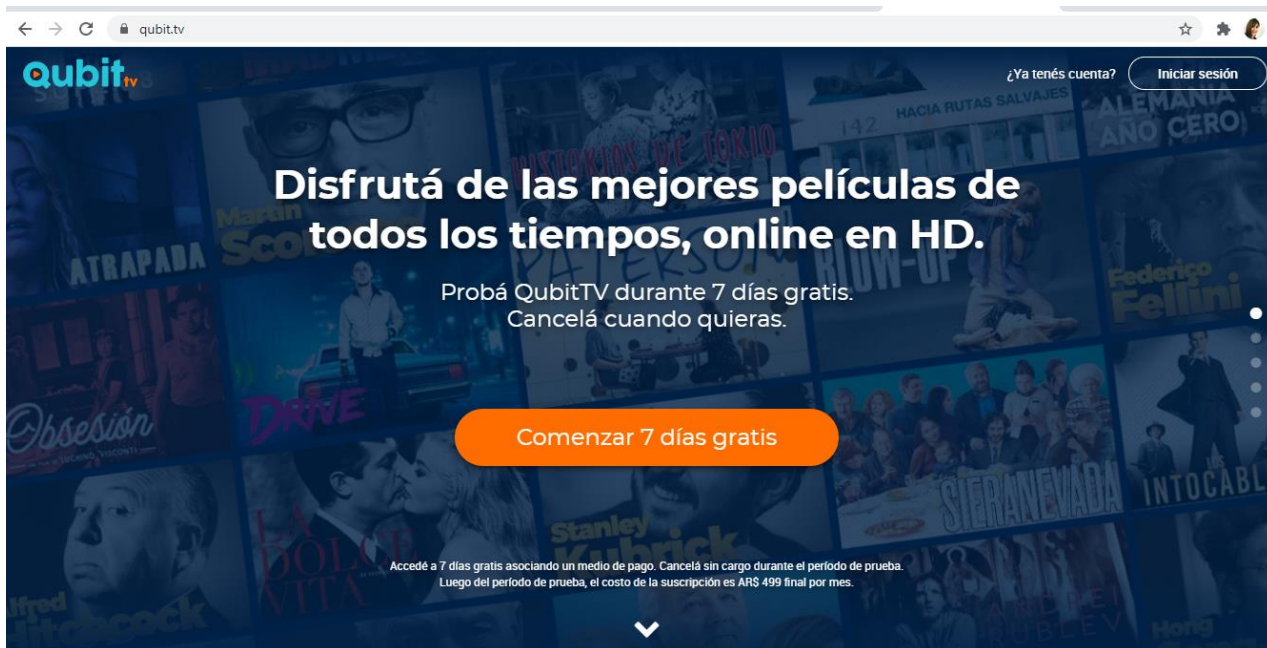 qubit.tv
Qubit.tv
¿Ya tenés cuenta?
Iniciar sesión
HACIA RUTAS SALVAJES
142
ALEMANIA
AÑO CERO
HISTORIAS DE TOKIO
Disfrutá de las mejores películas de
todos los tiempos, online en HD.
Martin
ATRAPADA
PATERSON
BLOW-UP
Federico
Fellini
Probá QubitTV durante 7 días gratis.
Cancelá cuando quieras.
Obsesión
DRIVE
Comenzar 7 días gratis
SIERANEVADA
LOS
INTOCABL
LA
DOLCE
VITA
Stanley
Kubrick
Accedé a 7 días gratis asociando un medio de pago. Cancelá sin cargo durante el período de prueba.
Luego del período de prueba, el costo de la suscripción es AR$ 499 final por mes.
Alfred
Hitchcock
ANDREI
RUBLEV
Hong